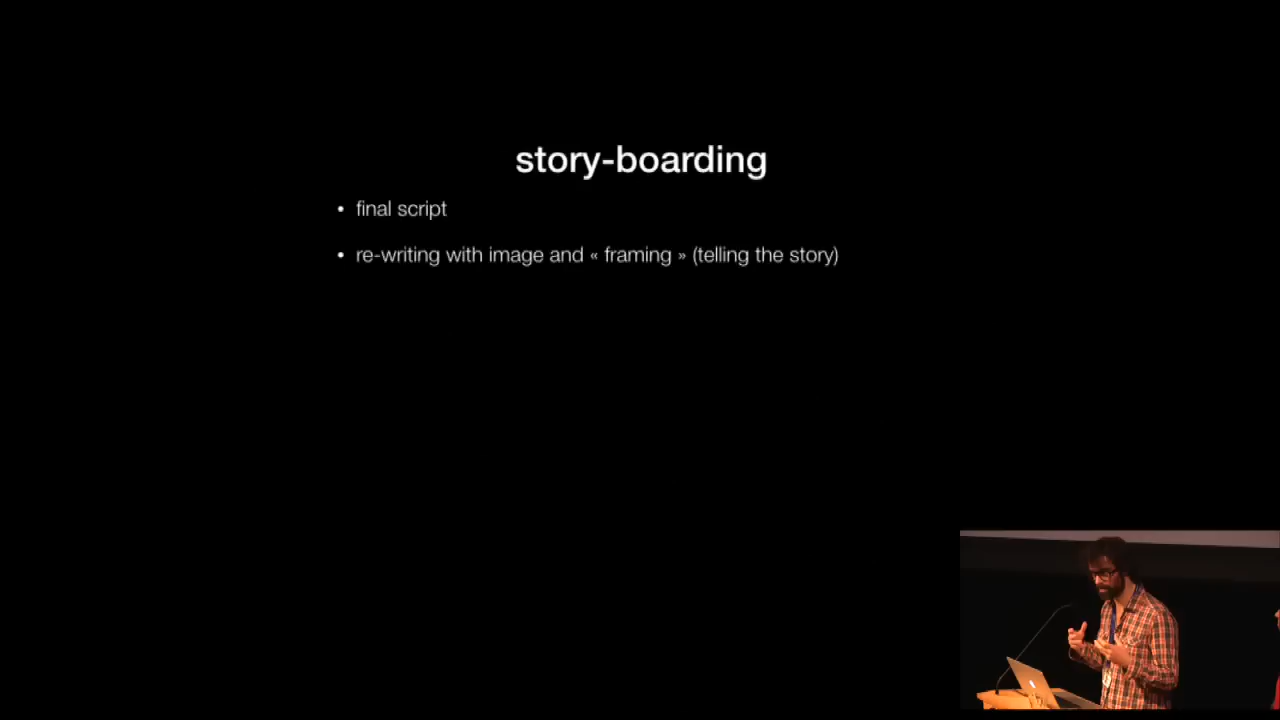 story-boarding
• final script
• re-writing with image and « framing » (telling the story)